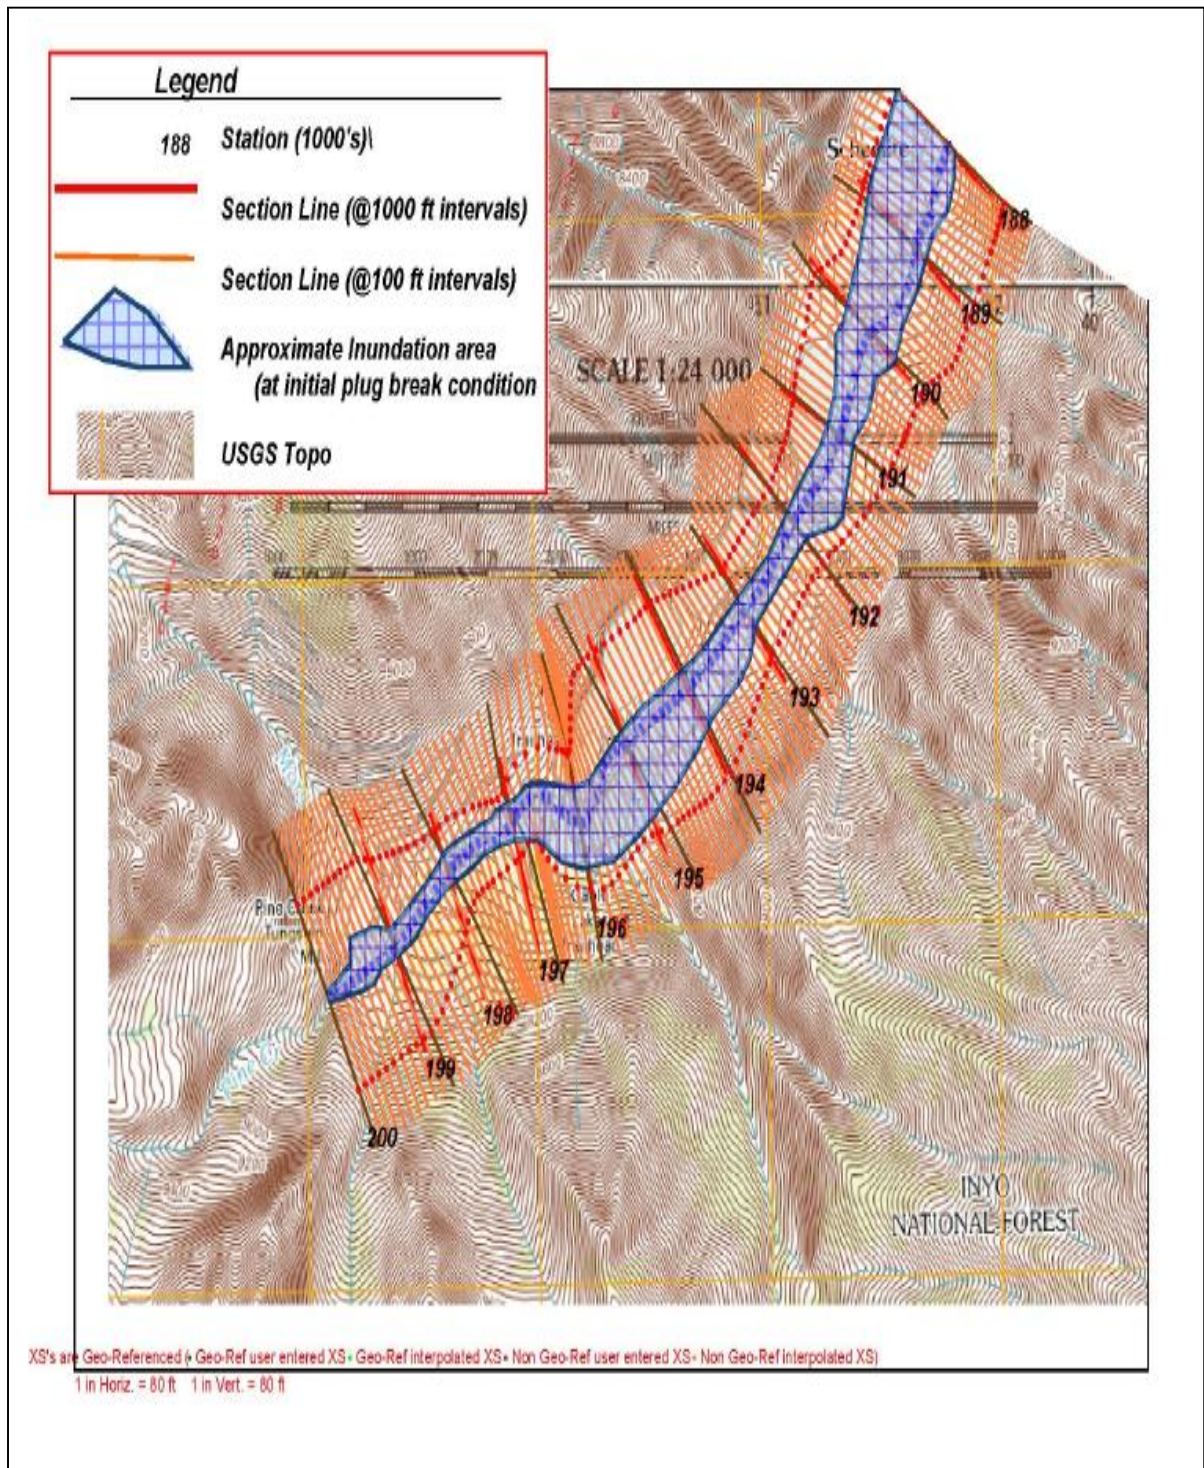 Legend
188 Station (1000's)\
Section Line (@1000 ft intervals)
Section Line (@100 ft intervals)
Approximate Inundation area
(at initial plug break condition
USGS Topo
8400
188
189
40
SCALE 1:24 000
190
191
MILES
1000
192
193
194
195
196
197
198
199
200
INYO
NATIONAL FOREST
XS's are Geo-Referenced ( Geo-Ref user entered XS Geo-Ref interpolated XS Non Geo-Ref user entered XS Non Geo-Ref interpolated XS)
1 in Horiz. = 80 ft 1 in Vert. = 80 ft